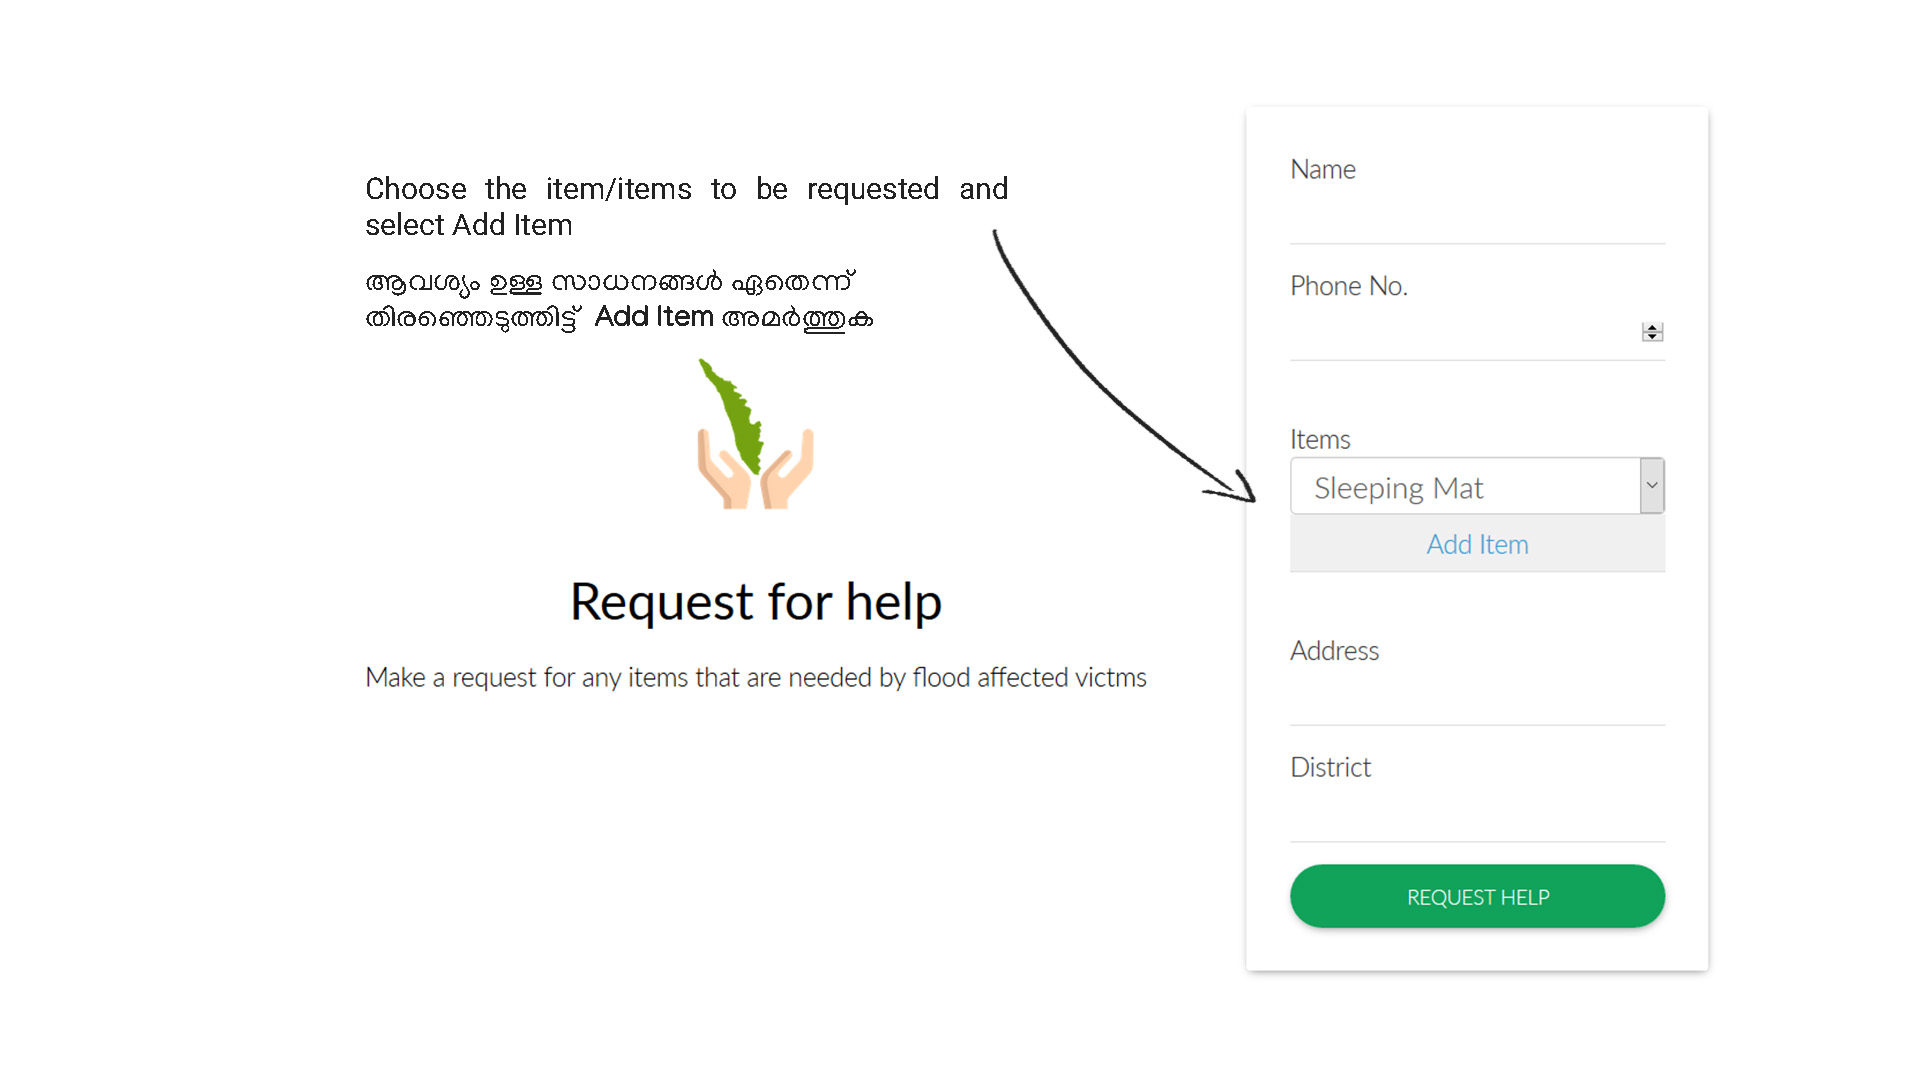 Choose the item/items to be requested and
select Add Item
ആവശ്യം ഉള്ള സാധനങ്ങൾ ഏതെന്ന്
തിരഞ്ഞെടുത്തിട്ട് Add Item അമർത്തുക
Request for help
Make a request for any items that are needed by flood affected victms
Name
Phone No.
Items
Sleeping Mat
Add Item
Address
District
REQUEST HELP